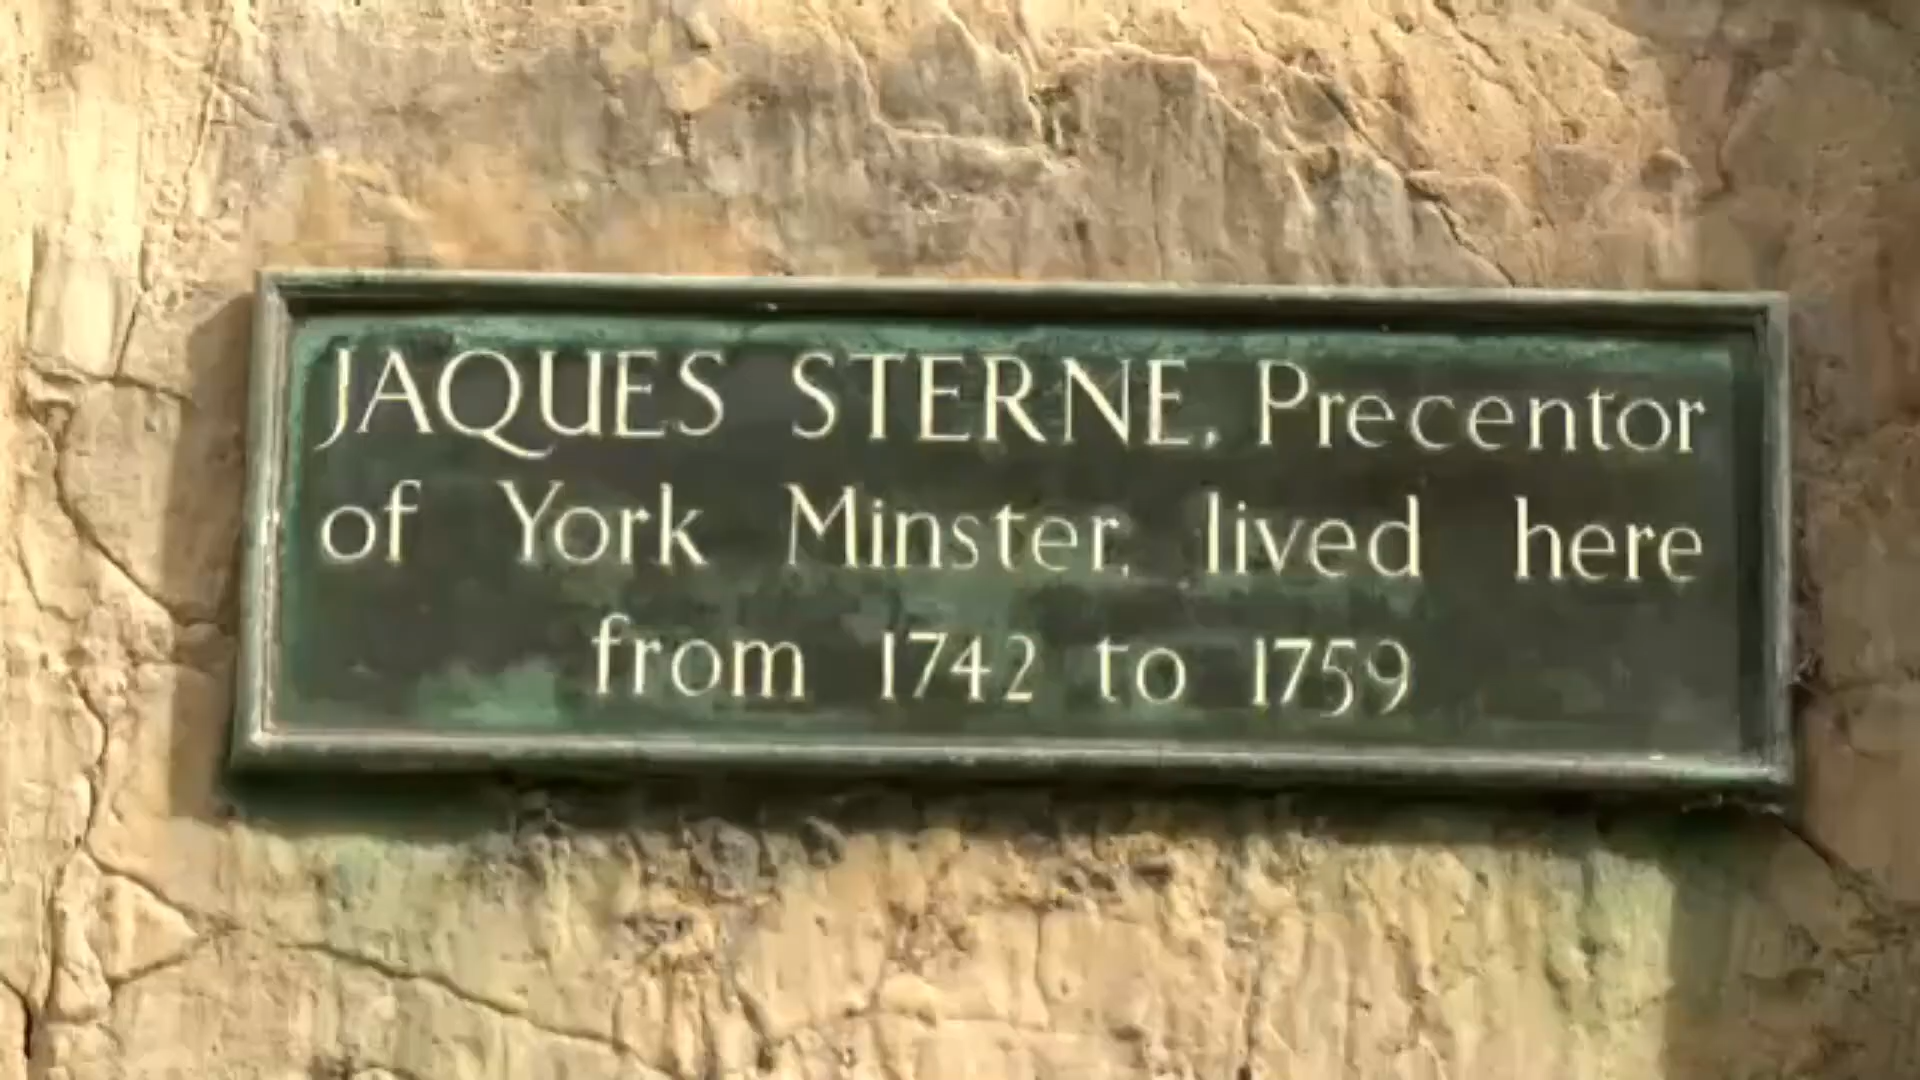 JAQUES STERNE, Precentor
of York Minster, lived here
from 1742 to 1759